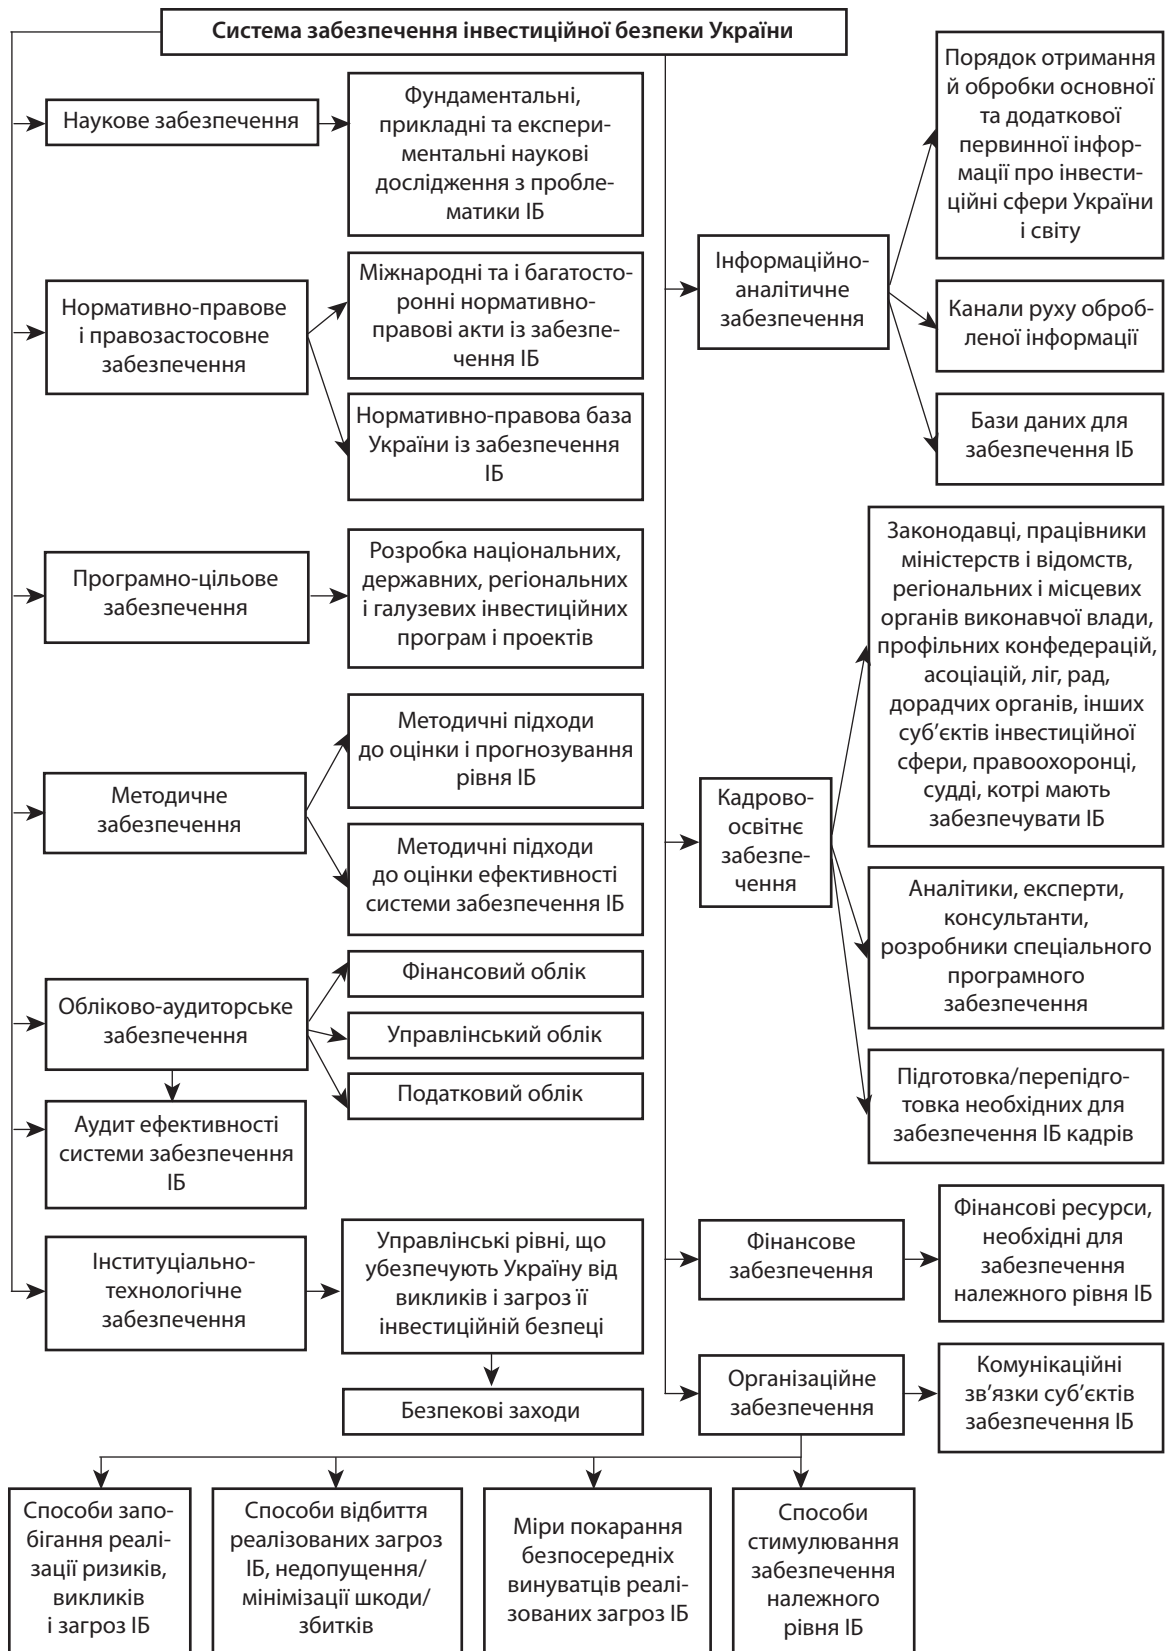 Система забезпечення інвестиційної безпеки України
Наукове забезпечення
Фундаментальні,
прикладні та експери-
ментальні наукові
дослідження з пробле-
матики ІБ
Нормативно-правове
і правозастосовне
забезпечення
Міжнародні та і багатосто-
ронні нормативно-
правові акти із забезпе-
чення ІБ
Нормативно-правова база
України із забезпечення
ІБ
Програмно-цільове
забезпечення
Розробка національних,
державних, регіональних
і галузевих інвестиційних
програм і проектів
Методичне
забезпечення
Методичні підходи
до оцінки і прогнозування
рівня ІБ
Методичні підходи
до оцінки ефективності
системи забезпечення ІБ
Обліково-аудиторське
забезпечення
Фінансовий облік
Управлінський облік
Податковий облік
Аудит ефективності
системи забезпечення
ІБ
Інституціально-
технологічне
забезпечення
Управлінські рівні, що
убезпечують Україну від
викликів і загроз її
інвестиційній безпеці
Безпекові заходи
Інформаційно-
аналітичне
забезпечення
Порядок отримання
й обробки основної
та додаткової
первинної інфор-
мації про інвести-
ційні сфери України
і світу
Канали руху оброб-
леної інформації
Бази даних для
забезпечення ІБ
Кадрово-
освітнє
забезпе-
чення
Законодавці, працівники
міністерств і відомств,
регіональних і місцевих
органів виконавчої влади,
профільних конфедерацій,
асоціацій, ліг, рад,
дорадчих органів, інших
суб’єктів інвестиційної
сфери, правоохоронці,
судді, котрі мають
забезпечувати ІБ
Аналітики, експерти,
консультанти,
розробники спеціального
програмного
забезпечення
Підготовка/перепідго-
товка необхідних для
забезпечення ІБ кадрів
Фінансове
забезпечення
Фінансові ресурси,
необхідні для
забезпечення
належного рівня ІБ
Організаційне
забезпечення
Комунікаційні
зв’язки суб’єктів
забезпечення ІБ
Способи запо-
бігання реалі-
зації ризиків,
викликів
і загроз ІБ
Способи відбиття
реалізованих загроз
ІБ, недопущення/
мінімізації шкоди/
збитків
Міри покарання
безпосередніх
винуватців реалі-
зованих загроз ІБ
Способи
стимулювання
забезпечення
належного
рівня ІБ